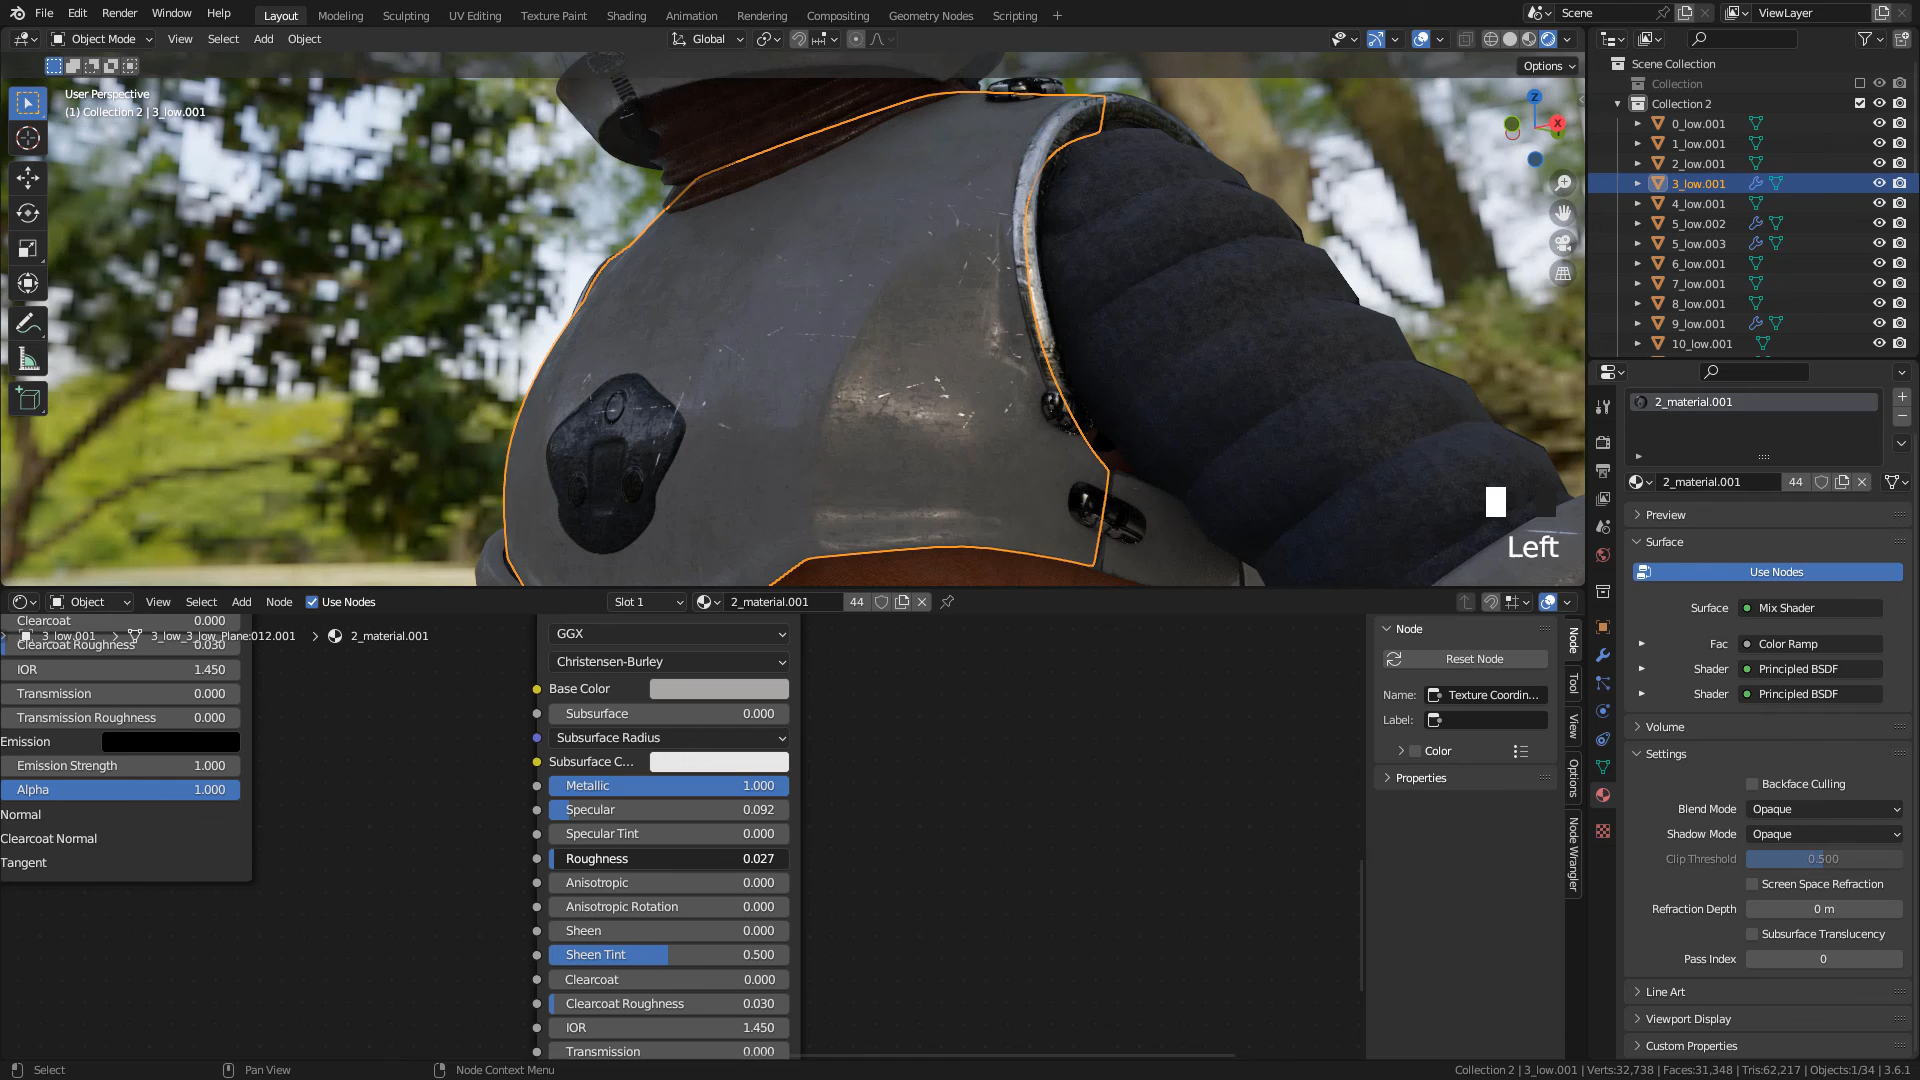 File Edit Render Window Help
Layout Modeling Sculpting UV Editing Texture Paint Shading Animation Rendering Compositing Geometry Nodes Scripting +
Scene
ViewLayer
Object Mode View Select Add Object
Global
Options
User Perspective
(1) Collection 2 | 3_low.001
Z
X
Left
Scene Collection
Collection
Collection 2
0_low.001
1_low.001
2_low.001
3_low.001
4_low.001
5_low.002
5_low.003
6_low.001
7_low.001
8_low.001
9_low.001
10_low.001
2_material.001
2_material.001 44
Preview
Surface
Use Nodes
Surface Mix Shader
Fac Color Ramp
Shader Principled BSDF
Shader Principled BSDF
Volume
Settings
Backface Culling
Blend Mode Opaque
Shadow Mode Opaque
Clip Threshold 0.500
Screen Space Refraction
Refraction Depth 0 m
Subsurface Translucency
Pass Index 0
Line Art
Viewport Display
Custom Properties
Object View Select Add Node Use Nodes
Slot 1 2_material.001 44
Clearcoat 0.000
3_low.001 > 3_low_3_low_Plane:012.001 > 2_material.001
Clearcoat Roughness 0.030
IOR 1.450
Transmission 0.000
Transmission Roughness 0.000
Emission
Emission Strength 1.000
Alpha 1.000
Normal
Clearcoat Normal
Tangent
GGX
Christensen-Burley
Base Color
Subsurface 0.000
Subsurface Radius
Subsurface C...
Metallic 1.000
Specular 0.092
Specular Tint 0.000
Roughness 0.027
Anisotropic 0.000
Anisotropic Rotation 0.000
Sheen 0.000
Sheen Tint 0.500
Clearcoat 0.000
Clearcoat Roughness 0.030
IOR 1.450
Transmission 0.000
Node
Reset Node
Name: Texture Coordin...
Label:
Color
Properties
Node
Tool
View
Options
Node Wrangler
Select Pan View Node Context Menu
Collection 2 | 3_low.001 | Verts:32,738 | Faces:31,348 | Tris:62,217 | Objects:1/34 | 3.6.1